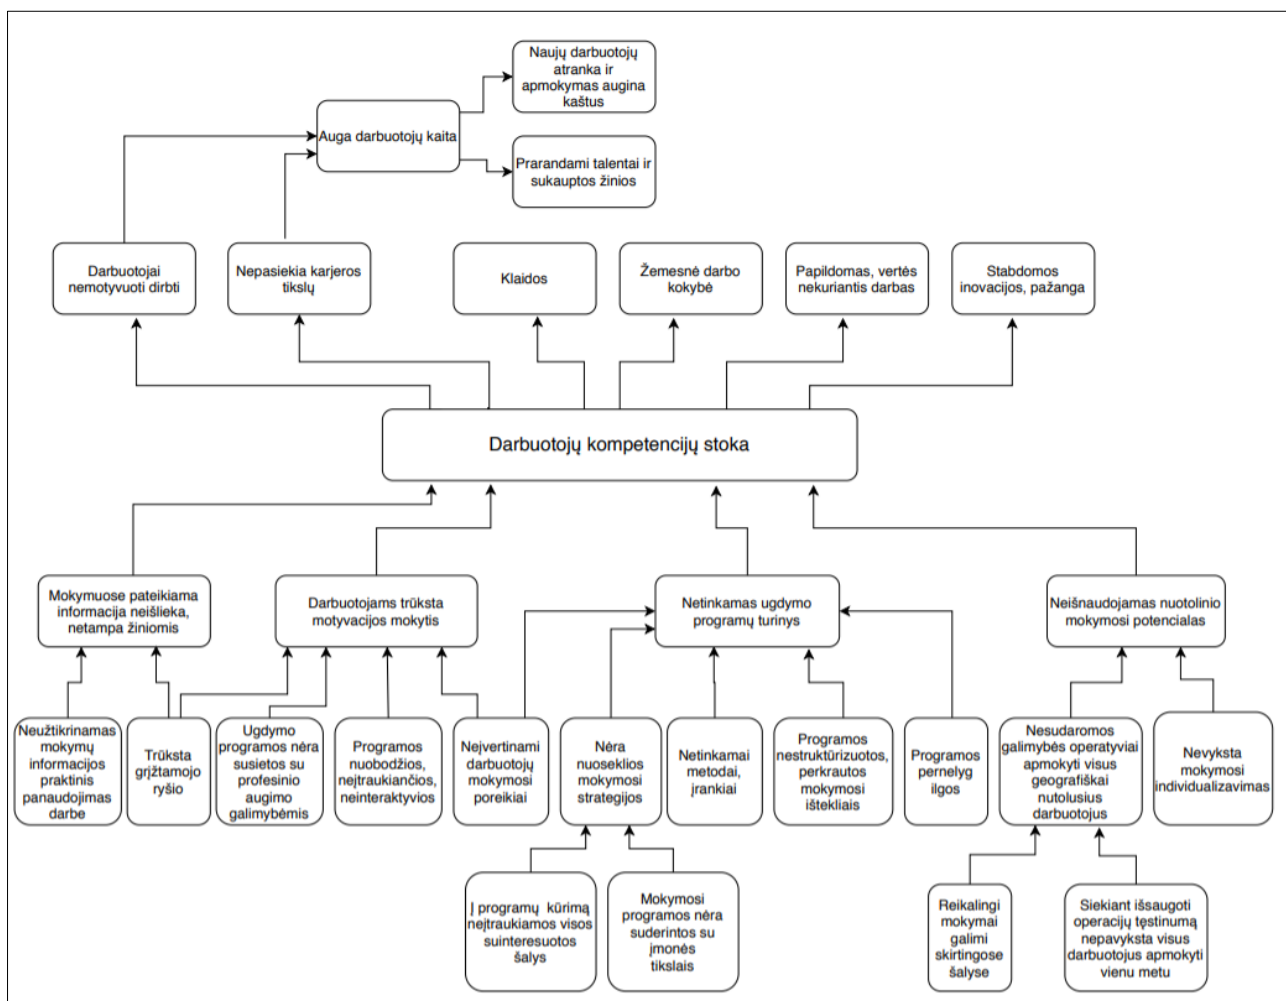 Naujų darbuotojų
atranka ir
apmokymas augina
kaštus
Auga darbuotojų kaita
Prarandami talentai ir
sukauptos žinios
Darbuotojai
nemotyvuoti dirbti
Nepasiekia karjeros
tikslų
Klaidos
Žemesnė darbo
kokybė
Papildomas, vertės
nekuriantis darbas
Stabdomos
inovacijos, pažanga
Darbuotojų kompetencijų stoka
Mokymuose pateikiama
informacija neišlieka,
netampa žiniomis
Darbuotojams trūksta
motyvacijos mokytis
Netinkamas ugdymo
programų turinys
Neišnaudojamas nuotolinio
mokymosi potencialas
Neužtikrinamas
mokymų
informacijos
praktinis
panaudojimas
darbe
Trūksta
grįžtamojo
ryšio
Ugdymo
programos nėra
susietos su
profesinio
augimo
galimybėmis
Programos
nuobodžios,
neįtraukiančios,
neinteraktyvios
Neįvertinami
darbuotojų
mokymosi
poreikiai
Nėra
nuoseklios
mokymosi
strategijos
Netinkamai
metodai,
įrankiai
Programos
nestruktūrizuotos,
perkrautos
mokymosi
ištekliais
Programos
pernelyg
ilgos
Nesudaromos
galimybės operatyviai
apmokyti visus
geografiškai
nutolusius
darbuotojus
Nevyksta
mokymosi
individualizavimas
Į programų kūrimą
neįtraukiamos visos
suinteresuotos
šalys
Mokymosi
programos nėra
suderintos su
įmonės
tikslais
Reikalingi
mokymai
galimi
skirtingose
šalyse
Siekiant išsaugoti
operacijų tęstinumą
nepavyksta visus
darbuotojus apmokyti
vienu metu